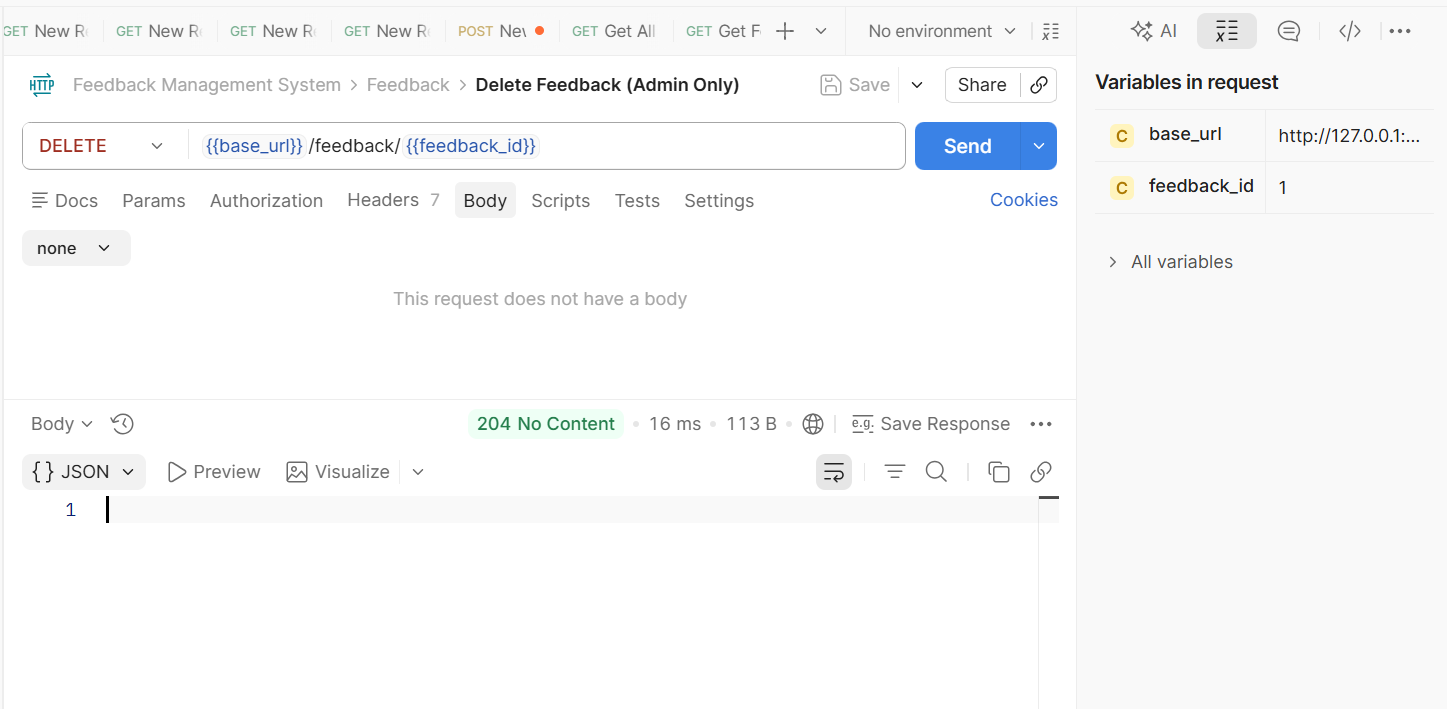 GET New R GET New R GET New R GET New R POST Nev GET Get All GET Get F No environment AI
HTTP Feedback Management System > Feedback > Delete Feedback (Admin Only) Save Share
Variables in request
DELETE {{base_url}} /feedback/ {{feedback_id}} Send
C base_url http://127.0.0.1:...
C feedback_id 1
Docs Params Authorization Headers 7 Body Scripts Tests Settings Cookies
none
All variables
This request does not have a body
Body 204 No Content 16 ms 113 B e.g. Save Response
{} JSON Preview Visualize
1